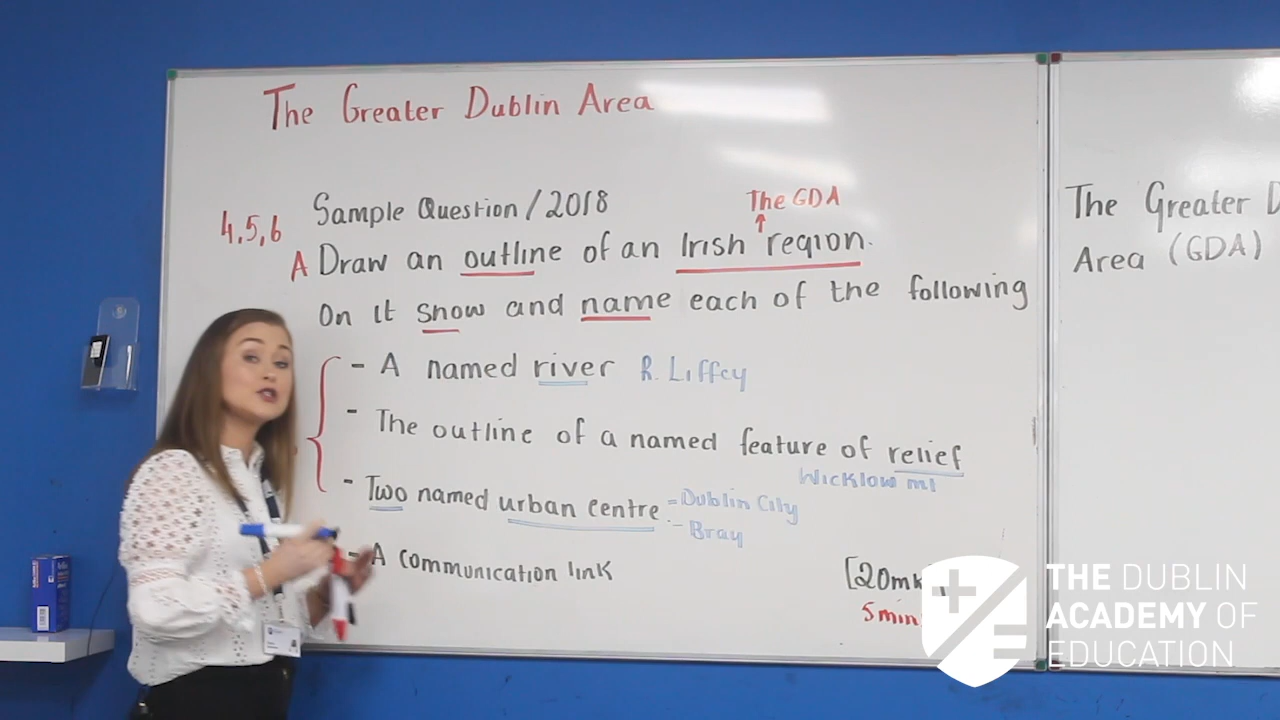 The Greater Dublin Area
4,5,6 Sample Question / 2018
The GDA
A Draw an outline of an Irish region.
On it show and name each of the following
- A named river R. Liffey
- The outline of a named feature of relief
Wicklow mt
- Two named urban centre - Dublin City
- Bray
- A communication link
[20mk
5min
The Greater D
Area (GDA)
THE DUBLIN
ACADEMY OF
EDUCATION